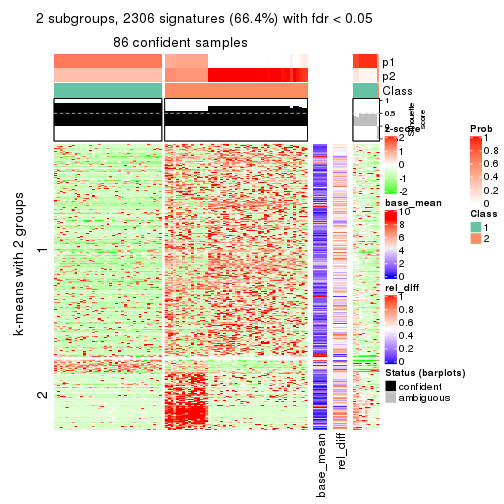 2 subgroups, 2306 signatures (66.4%) with fdr < 0.05
86 confident samples
p1
p2
Class
1
0.5
0
Silhouette
score
k-means with 2 groups
1
2
base_mean
rel_diff
z-score
2
1
0
-1
-2
base_mean
10
8
6
4
2
0
rel_diff
1
0.8
0.6
0.4
0.2
0
Status (barplots)
confident
ambiguous
Prob
1
0.8
0.6
0.4
0.2
0
Class
1
2